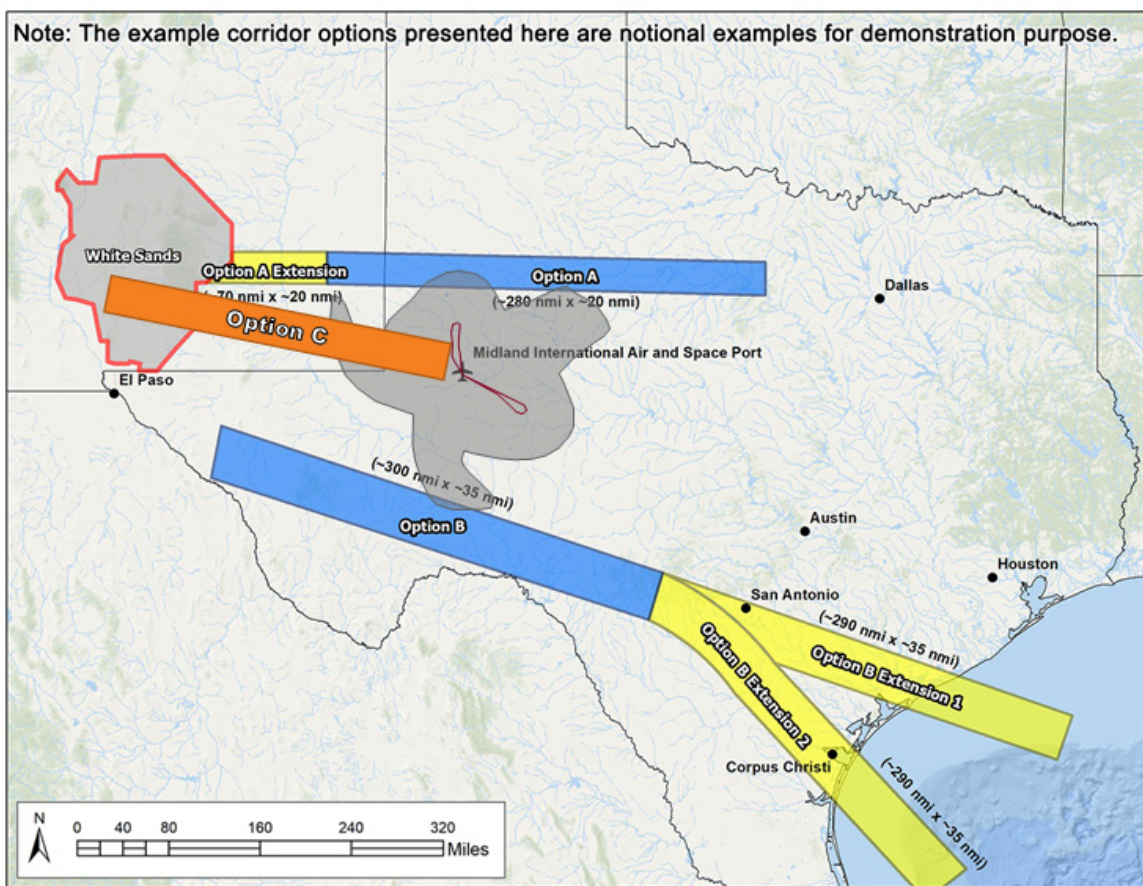 Note: The example corridor options presented here are notional examples for demonstration purpose.
White Sands
Option A Extension
(~70 nmi x ~20 nmi)
Option A
(~280 nmi x ~20 nmi)
Dallas
Option C
Midland International Air and Space Port
El Paso
(~300 nmi x ~35 nmi)
Option B
Austin
Houston
San Antonio
(~290 nmi x ~35 nmi)
Option B Extension 1
Option B Extension 2
Corpus Christi
(~290 nmi x ~35 nmi)
N
0 40 80 160 240 320
Miles